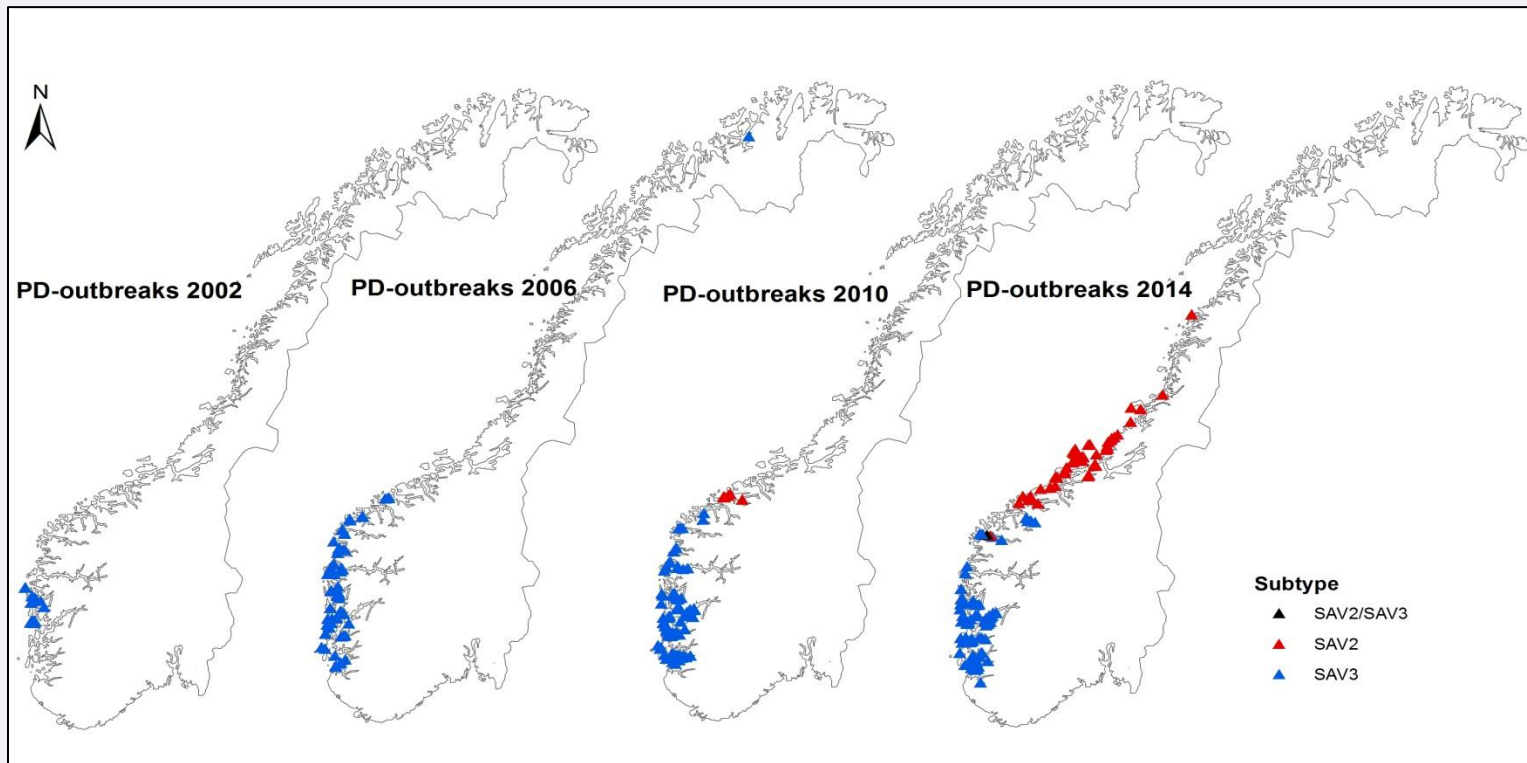 N
PD-outbreaks 2002
PD-outbreaks 2006
PD-outbreaks 2010
PD-outbreaks 2014
Subtype
SAV2/SAV3
SAV2
SAV3